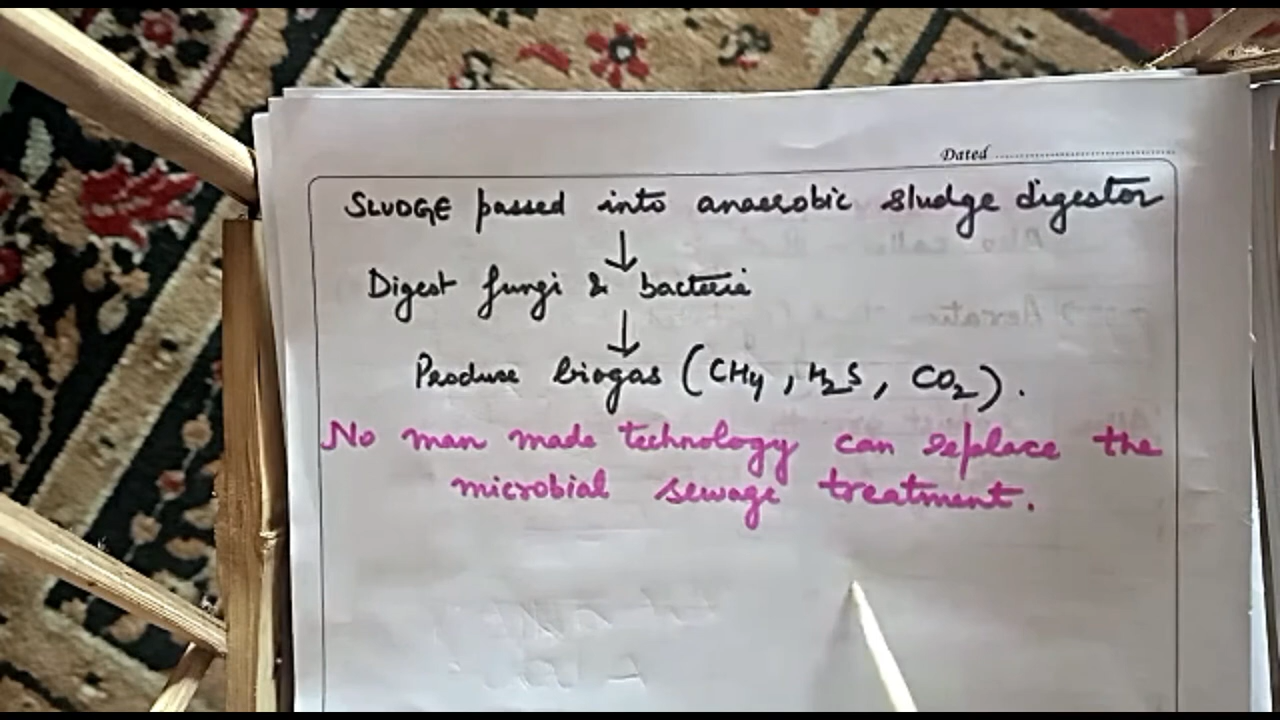 Dated
SLUDGE passed into anaerobic sludge digestor
↓
Digest fungi & bacteria
↓
Produce biogas (CH4, H2S, CO2).
No man made technology can replace the
microbial sewage treatment.